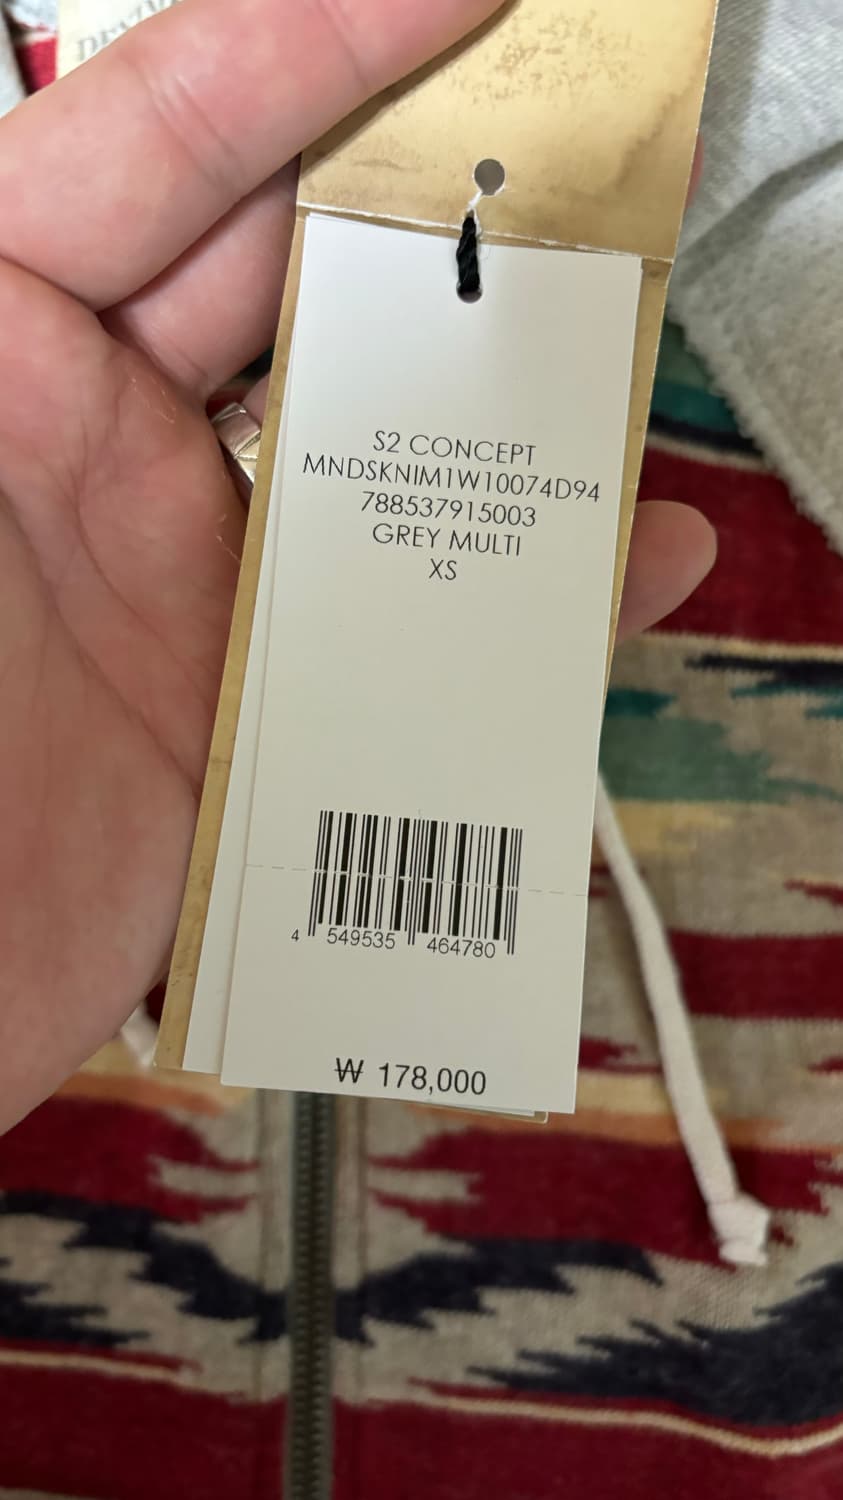 S2 CONCEPT
MNDSKNIM1W10074D94
788537915003
GREY MULTI
XS
4 549535 464780
₩ 178,000